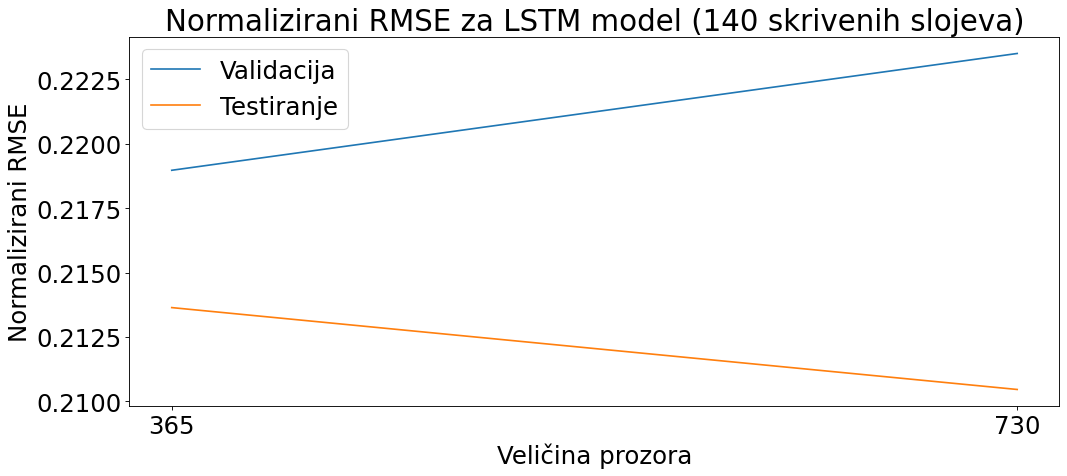 Normalizirani RMSE za LSTM model (140 skrivenih slojeva)
Validacija
Testiranje
Normalizirani RMSE
0.2225
0.2200
0.2175
0.2150
0.2125
0.2100
365
730
Veličina prozora